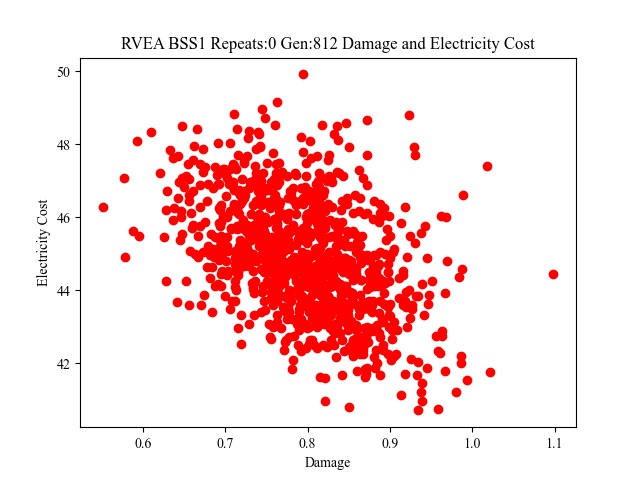 RVEA BSS1 Repeats:0 Gen:812 Damage and Electricity Cost
50
48
46
44
42
Electricity Cost
0.6 0.7 0.8 0.9 1.0 1.1
Damage